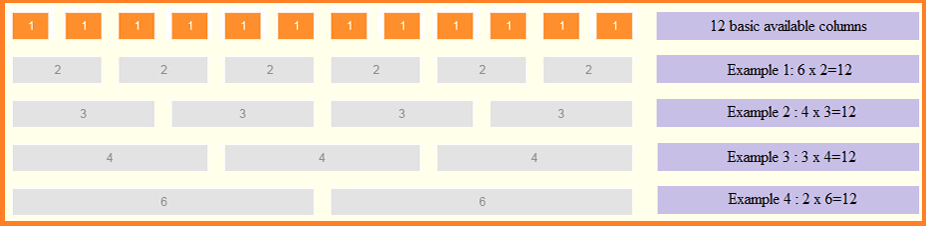 1 1 1 1 1 1 1 1 1 1 1 1 12 basic available columns
2 2 2 2 2 2 Example 1: 6 x 2=12
3 3 3 3 Example 2 : 4 x 3=12
4 4 4 Example 3 : 3 x 4=12
6 6 Example 4 : 2 x 6=12